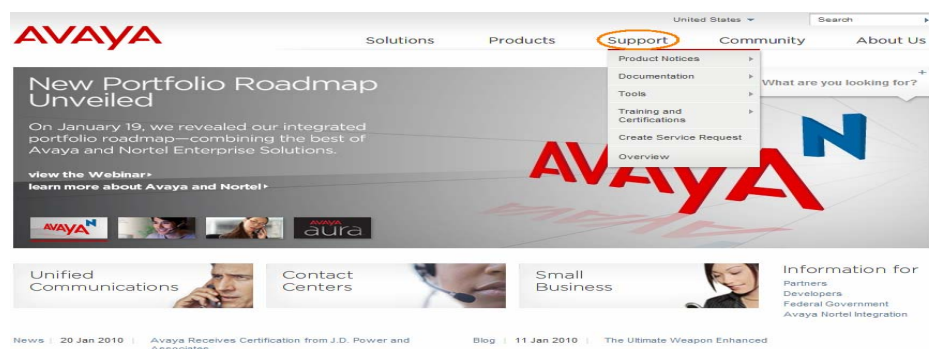 United States
Search
AVAYA
Solutions
Products
Support
Community
About Us
Product Notices
Documentation
Tools
Training and
Certifications
Create Service Request
Overview
What are you looking for?
New Portfolio Roadmap
Unveiled
On January 19, we revealed our integrated
portfolio roadmap—combining the best of
Avaya and Nortel Enterprise Solutions.
view the Webinar
learn more about Avaya and Nortel
AVAYA N
AVAYA N
AVAYA
aura
Unified
Communications
Contact
Centers
Small
Business
Information for
Partners
Developers
Federal Government
Avaya Nortel Integration
News | 20 Jan 2010 | Avaya Receives Certification from J.D. Power and
Associates
Blog | 11 Jan 2010 | The Ultimate Weapon Enhanced